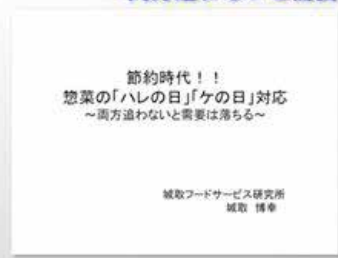 節約時代！！
惣菜の「ハレの日」「ケの日」対応
～両方追わないと需要は落ちる～
城取フードサービス研究所
城取 博幸